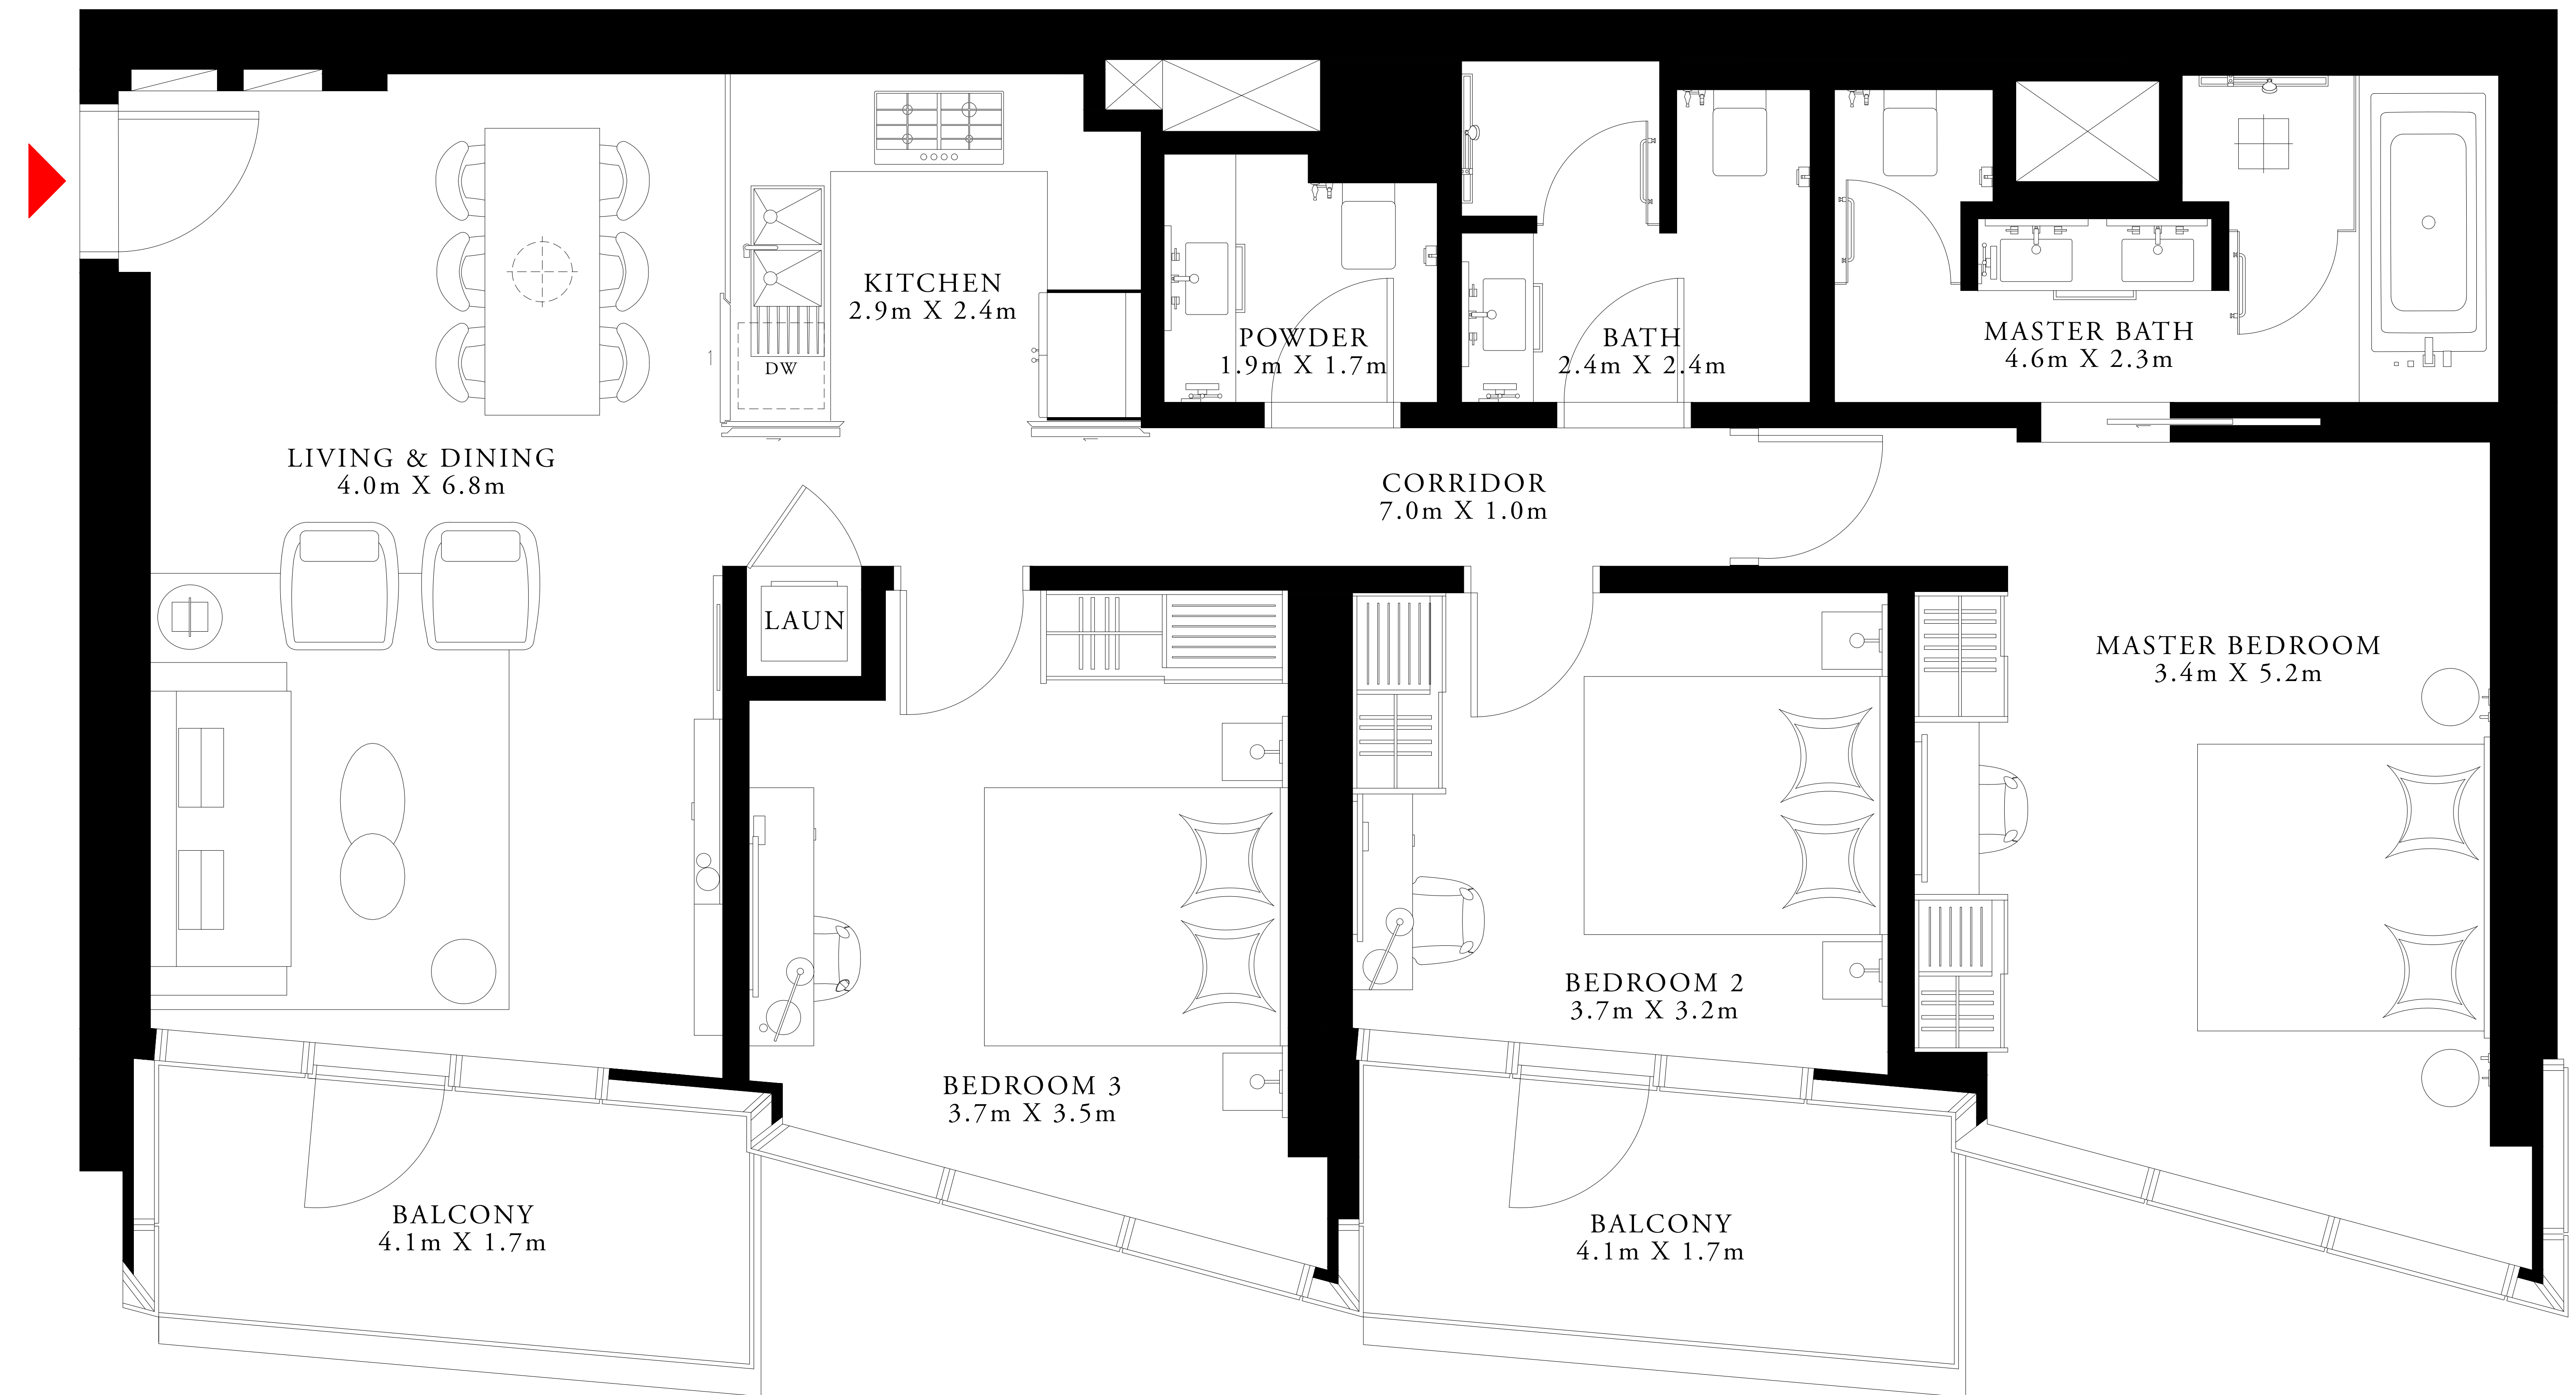 KITCHEN
2.9m X 2.4m
DW
POWDER
1.9m X 1.7m
BATH
2.4m X 2.4m
MASTER BATH
4.6m X 2.3m
LIVING & DINING
4.0m X 6.8m
CORRIDOR
7.0m X 1.0m
LAUN
MASTER BEDROOM
3.4m X 5.2m
BEDROOM 2
3.7m X 3.2m
BEDROOM 3
3.7m X 3.5m
BALCONY
4.1m X 1.7m
BALCONY
4.1m X 1.7m